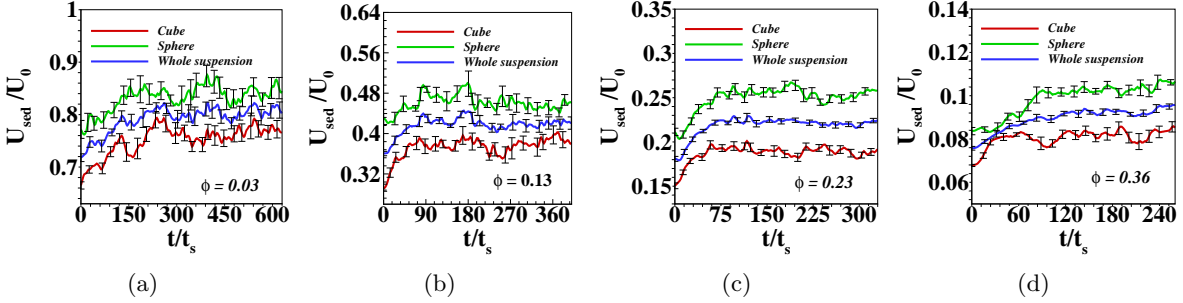 U_sed /U_0
1
0.9
0.8
0.7
Cube
Sphere
Whole suspension
ϕ = 0.03
0 150 300 450 600
t/t_s
(a)
U_sed /U_0
0.64
0.56
0.48
0.4
0.32
Cube
Sphere
Whole suspension
ϕ = 0.13
0 90 180 270 360
t/t_s
(b)
U_sed /U_0
0.35
0.3
0.25
0.2
0.15
Cube
Sphere
Whole suspension
ϕ = 0.23
0 75 150 225 300
t/t_s
(c)
U_sed /U_0
0.14
0.12
0.1
0.08
0.06
Cube
Sphere
Whole suspension
ϕ = 0.36
0 60 120 180 240
t/t_s
(d)